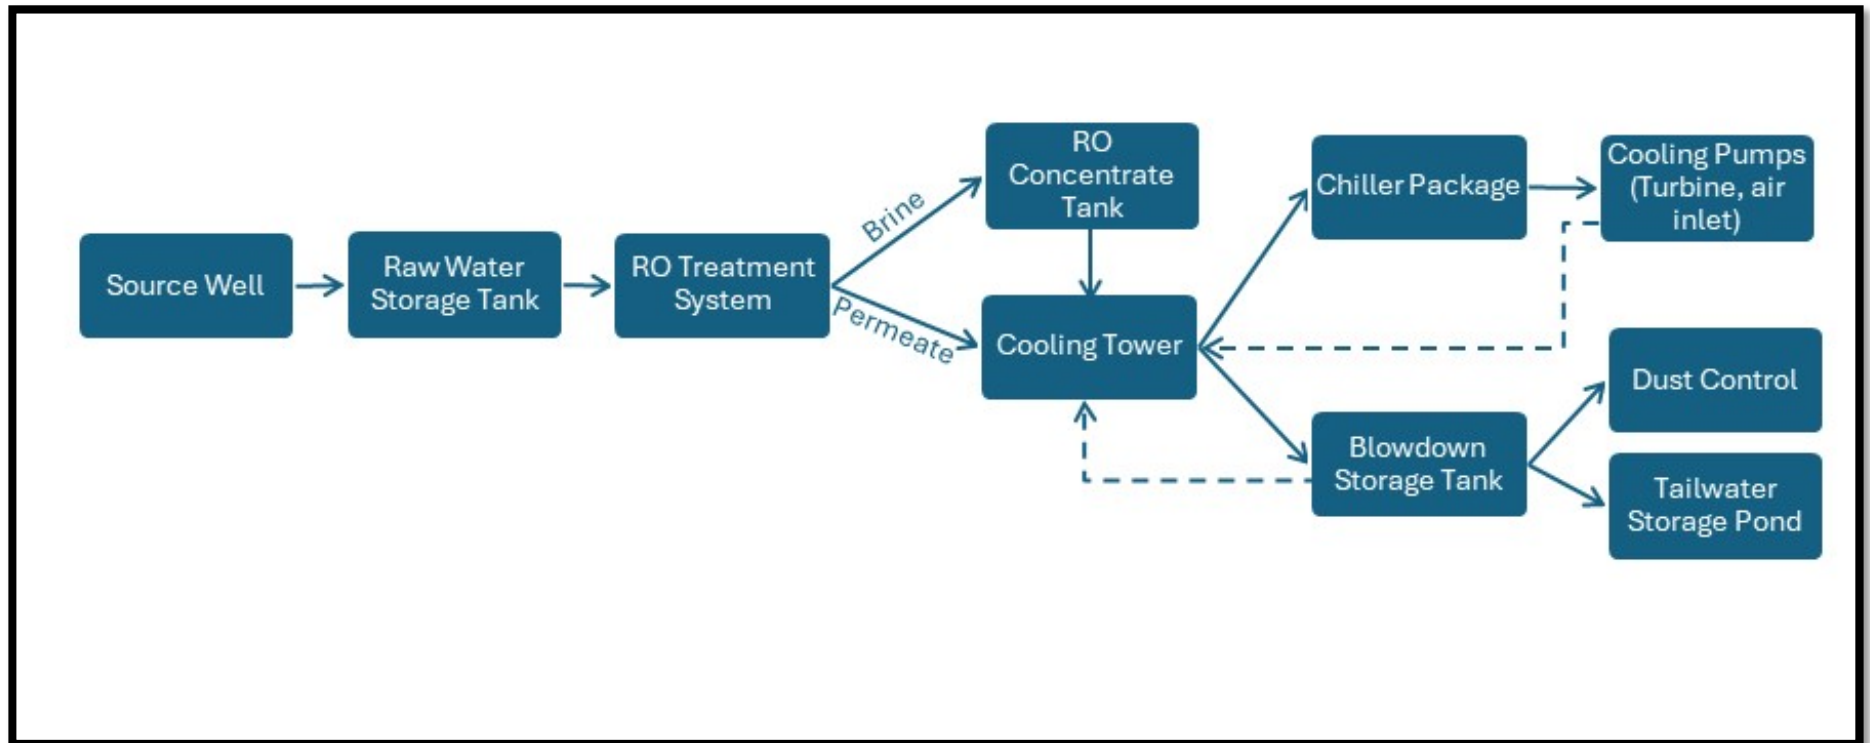 Source Well
Raw Water
Storage Tank
RO Treatment
System
Brine
Permeate
RO
Concentrate
Tank
Cooling Tower
Chiller Package
Cooling Pumps
(Turbine, air
inlet)
Blowdown
Storage Tank
Dust Control
Tailwater
Storage Pond